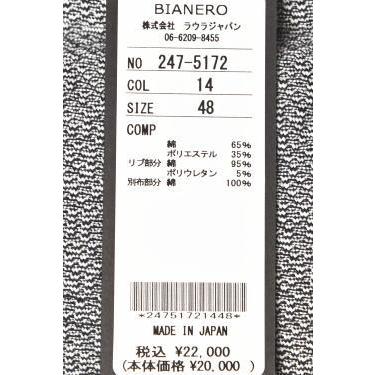 BIANERO
株式会社 ラウラジャパン
06-6209-8455
NO 247-5172
COL 14
SIZE 48
COMP
綿 65%
ポリエステル 35%
リブ部分 綿 95%
ポリウレタン 5%
別布部分 綿 100%
*24751721448*
MADE IN JAPAN
税込 ¥22,000
(本体価格 ¥20,000 )